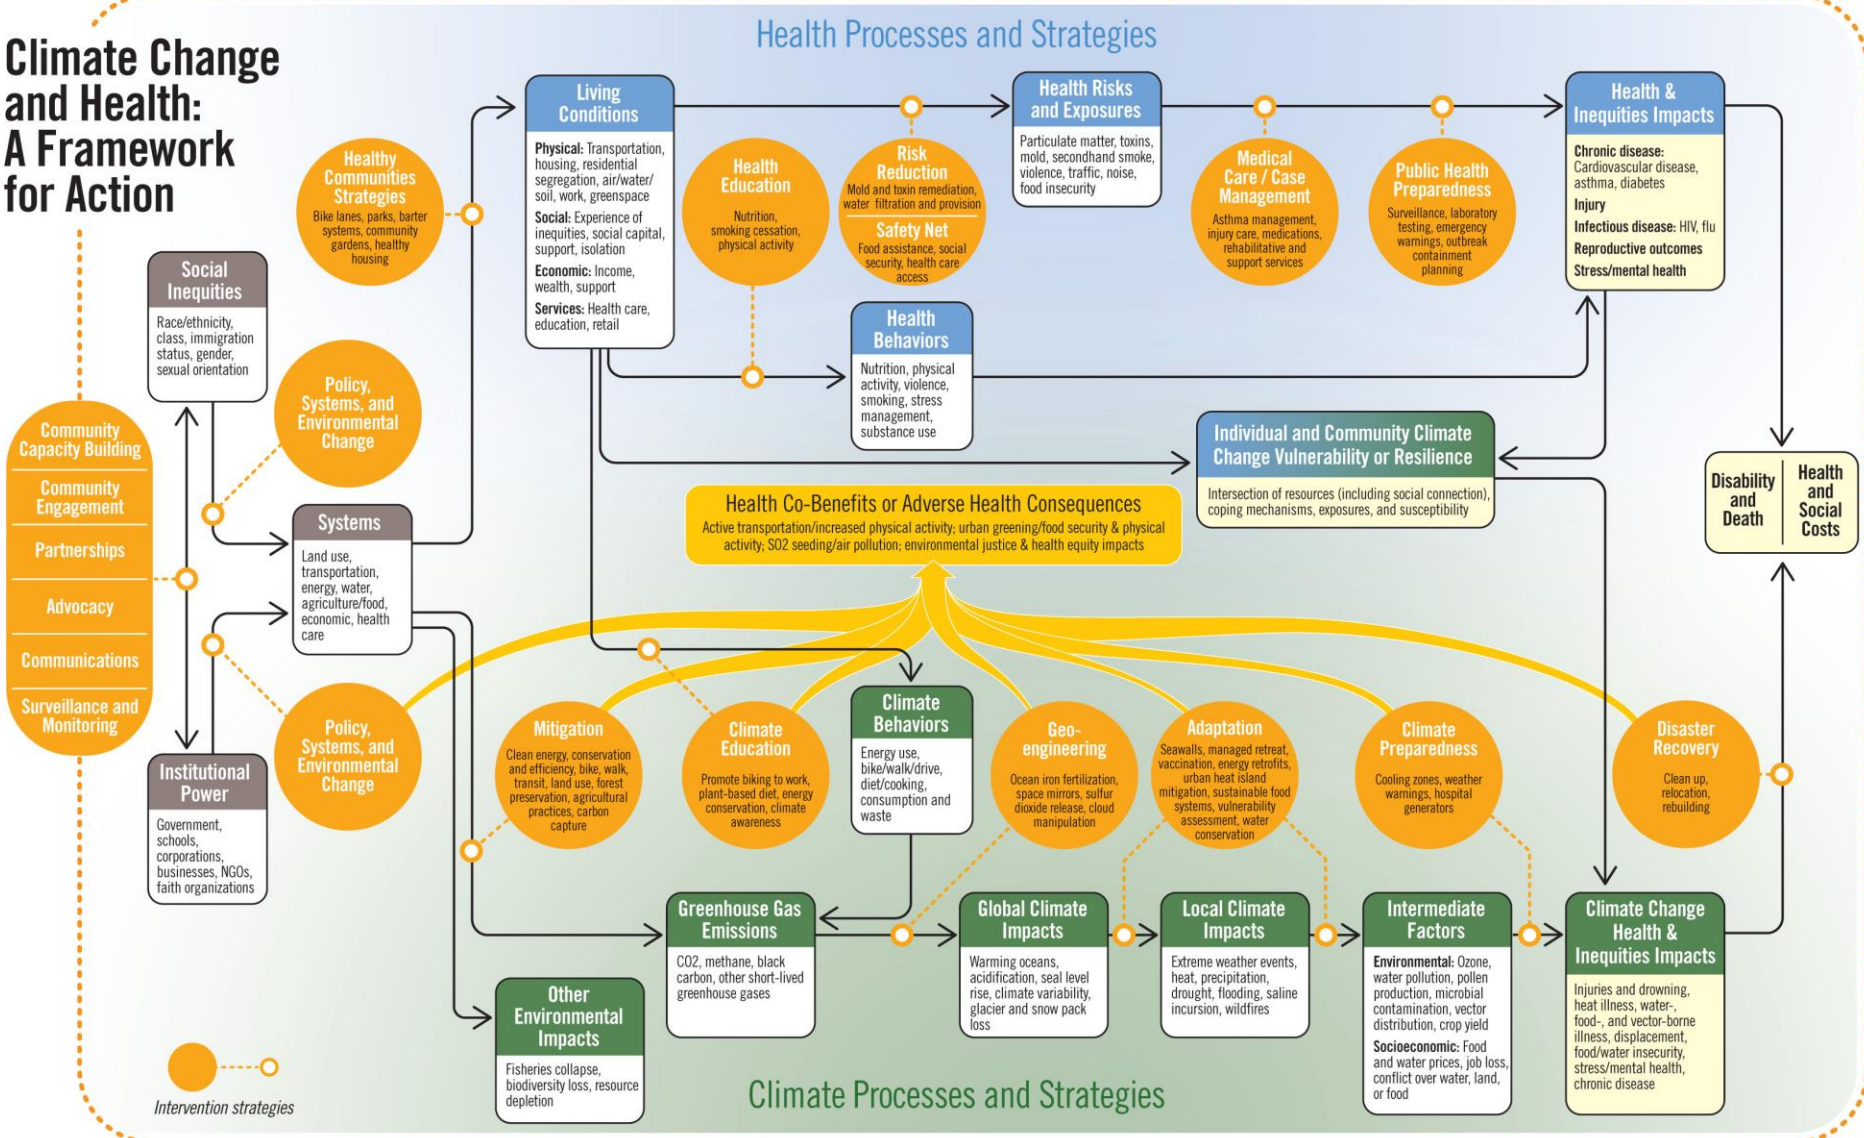 Climate Change
and Health:
A Framework
for Action
Health Processes and Strategies
Community
Capacity Building
Community
Engagement
Partnerships
Advocacy
Communications
Surveillance and
Monitoring
Social
Inequities
Race/ethnicity,
class, immigration
status, gender,
sexual orientation
Institutional
Power
Government,
schools,
corporations,
businesses, NGOs,
faith organizations
Policy,
Systems, and
Environmental
Change
Systems
Land use,
transportation,
energy, water,
agriculture/food,
economic, health
care
Policy,
Systems, and
Environmental
Change
Healthy
Communities
Strategies
Bike lanes, parks, barter
systems, community
gardens, healthy
housing
Living
Conditions
Physical: Transportation,
housing, residential
segregation, air/water/
soil, work, greenspace
Social: Experience of
inequities, social capital,
support, isolation
Economic: Income,
wealth, support
Services: Health care,
education, retail
Health
Education
Nutrition,
smoking cessation,
physical activity
Risk
Reduction
Mold and toxin remediation,
water filtration and provision
Safety Net
Food assistance, social
security, health care
access
Health Risks
and Exposures
Particulate matter, toxins,
mold, secondhand smoke,
violence, traffic, noise,
food insecurity
Medical
Care / Case
Management
Asthma management,
injury care, medications,
rehabilitative and
support services
Public Health
Preparedness
Surveillance, laboratory
testing, emergency
warnings, outbreak
containment
planning
Health &
Inequities Impacts
Chronic disease:
Cardiovascular disease,
asthma, diabetes
Injury
Infectious disease: HIV, flu
Reproductive outcomes
Stress/mental health
Health
Behaviors
Nutrition, physical
activity, violence,
smoking, stress
management,
substance use
Individual and Community Climate
Change Vulnerability or Resilience
Intersection of resources (including social connection),
coping mechanisms, exposures, and susceptibility
Disability
and
Death
Health
and
Social
Costs
Health Co-Benefits or Adverse Health Consequences
Active transportation/increased physical activity; urban greening/food security & physical
activity; SO2 seeding/air pollution; environmental justice & health equity impacts
Mitigation
Clean energy, conservation
and efficiency, bike, walk,
transit, land use, forest
preservation, agricultural
practices, carbon
capture
Climate
Education
Promote biking to work,
plant-based diet, energy
conservation, climate
awareness
Climate
Behaviors
Energy use,
bike/walk/drive,
diet/cooking,
consumption and
waste
Geo-
engineering
Ocean iron fertilization,
space mirrors, sulfur
dioxide release, cloud
manipulation
Adaptation
Seawalls, managed retreat,
vaccination, energy retrofits,
urban heat island
mitigation, sustainable food
systems, vulnerability
assessment, water
conservation
Climate
Preparedness
Cooling zones, weather
warnings, hospital
generators
Disaster
Recovery
Clean up,
relocation,
rebuilding
Greenhouse Gas
Emissions
CO2, methane, black
carbon, other short-lived
greenhouse gases
Global Climate
Impacts
Warming oceans,
acidification, seal level
rise, climate variability,
glacier and snow pack
loss
Local Climate
Impacts
Extreme weather events,
heat, precipitation,
drought, flooding, saline
incursion, wildfires
Intermediate
Factors
Environmental: Ozone,
water pollution, pollen
production, microbial
contamination, vector
distribution, crop yield
Socioeconomic: Food
and water prices, job loss,
conflict over water, land,
or food
Climate Change
Health &
Inequities Impacts
Injuries and drowning,
heat illness, water-,
food-, and vector-borne
illness, displacement,
food/water insecurity,
stress/mental health,
chronic disease
Other
Environmental
Impacts
Fisheries collapse,
biodiversity loss, resource
depletion
Intervention strategies
Climate Processes and Strategies